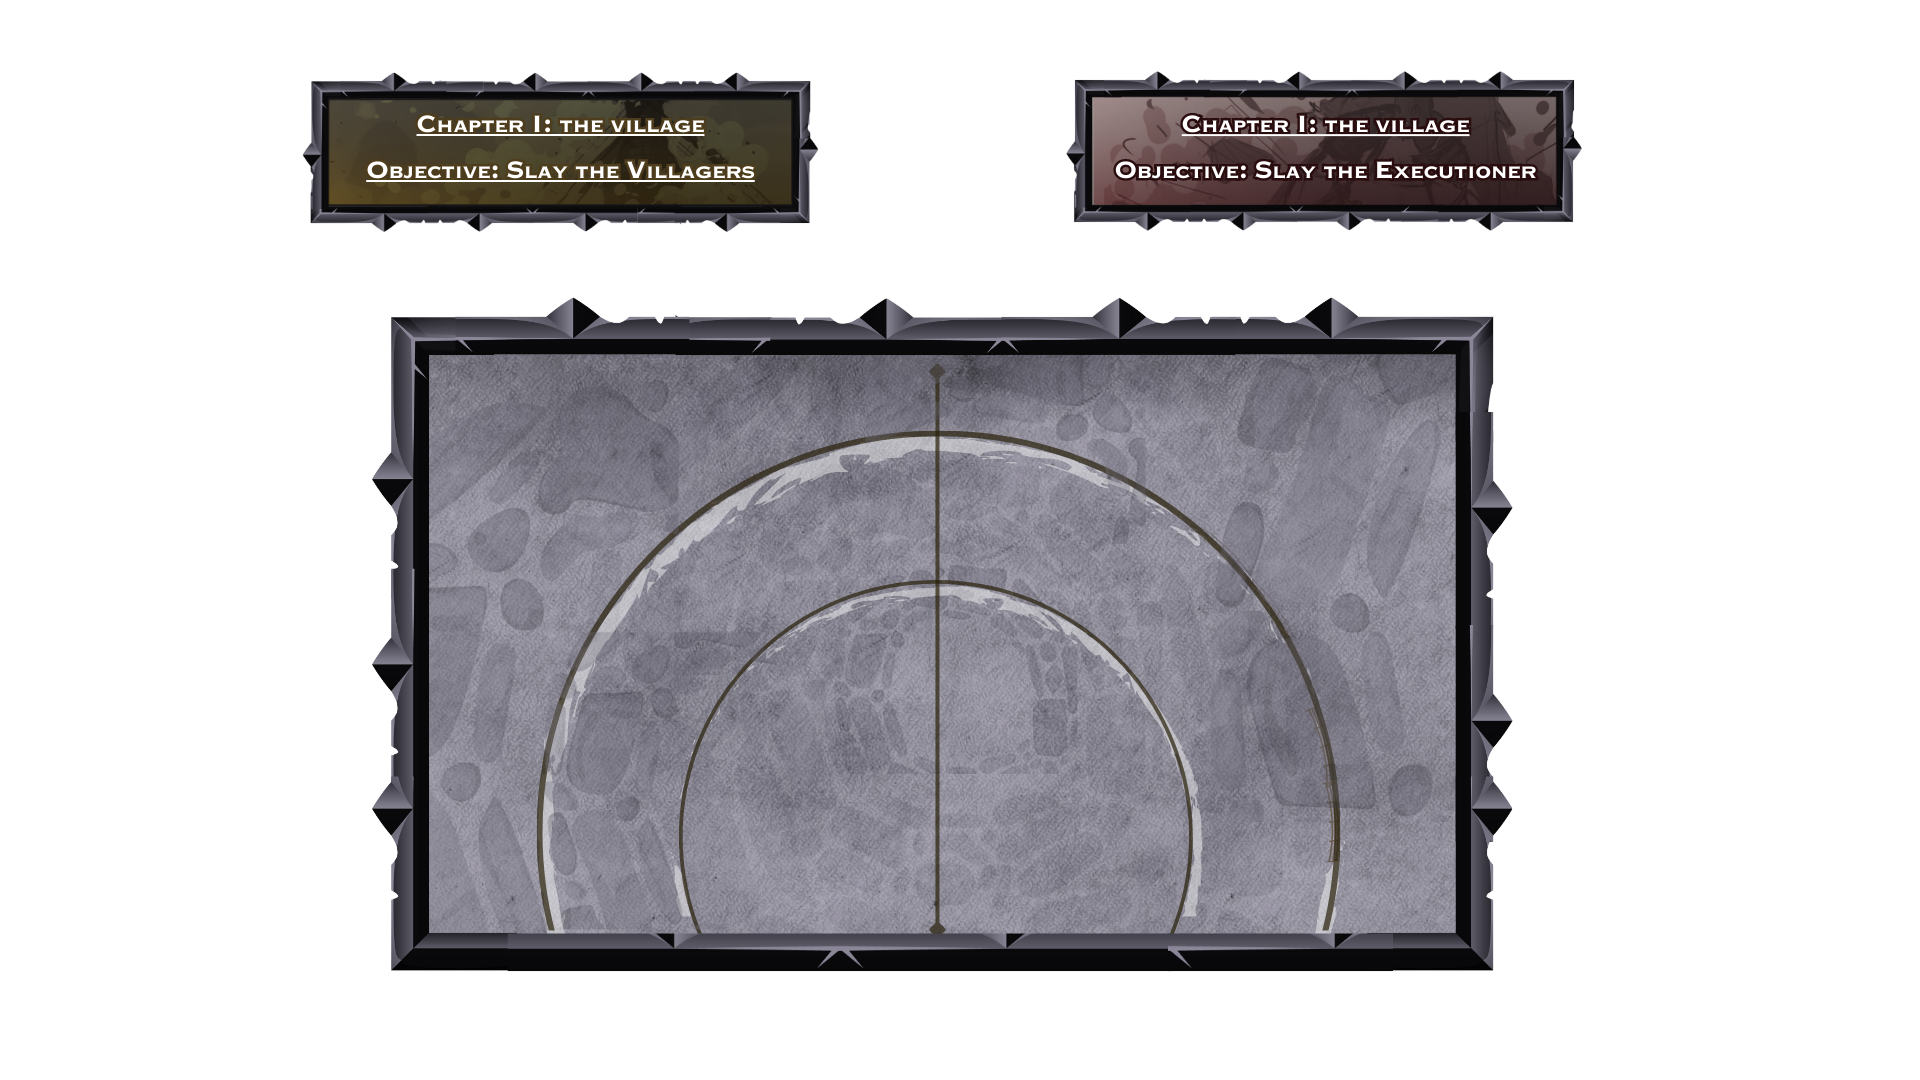 Chapter I: the village
Objective: Slay the Villagers
Chapter I: the village
Objective: Slay the Executioner